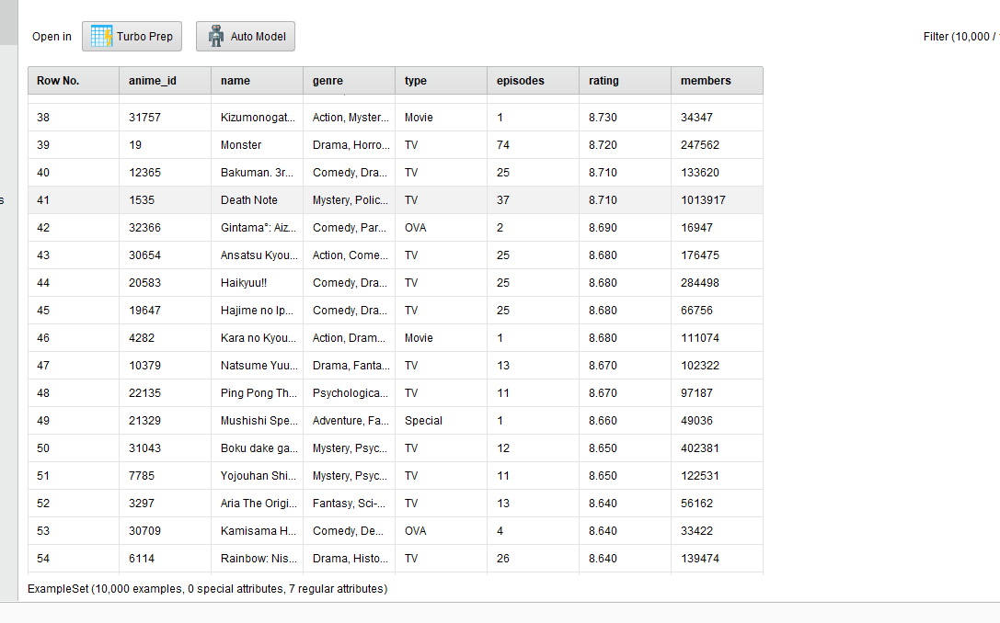 Open in Turbo Prep Auto Model Filter (10,000 /
Row No. anime_id name genre type episodes rating members
38 31757 Kizumonogat... Action, Myster... Movie 1 8.730 34347
39 19 Monster Drama, Horro... TV 74 8.720 247562
40 12365 Bakuman. 3r... Comedy, Dra... TV 25 8.710 133620
s
41 1535 Death Note Mystery, Polic... TV 37 8.710 1013917
42 32366 Gintama°: Aiz... Comedy, Par... OVA 2 8.690 16947
43 30654 Ansatsu Kyou... Action, Come... TV 25 8.680 176475
44 20583 Haikyuu!! Comedy, Dra... TV 25 8.680 284498
45 19647 Hajime no Ip... Comedy, Dra... TV 25 8.680 66756
46 4282 Kara no Kyou... Action, Dram... Movie 1 8.680 111074
47 10379 Natsume Yuu... Drama, Fanta... TV 13 8.670 102322
48 22135 Ping Pong Th... Psychologica... TV 11 8.670 97187
49 21329 Mushishi Spe... Adventure, Fa... Special 1 8.660 49036
50 31043 Boku dake ga... Mystery, Psyc... TV 12 8.650 402381
51 7785 Yojouhan Shi... Mystery, Psyc... TV 11 8.650 122531
52 3297 Aria The Origi... Fantasy, Sci-... TV 13 8.640 56162
53 30709 Kamisama H... Comedy, De... OVA 4 8.640 33422
54 6114 Rainbow: Nis... Drama, Histo... TV 26 8.640 139474
ExampleSet (10,000 examples, 0 special attributes, 7 regular attributes)